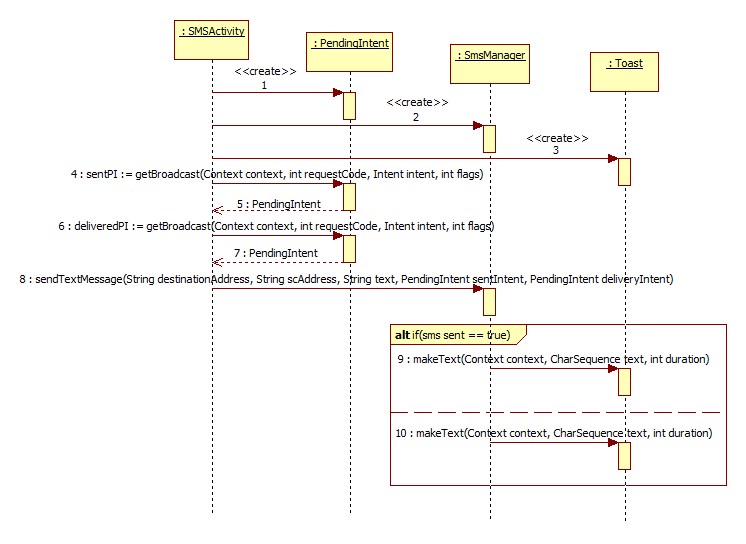 : SMSActivity
: PendingIntent
: SmsManager
: Toast
<<create>>
1
<<create>>
2
<<create>>
3
4 : sentPI := getBroadcast(Context context, int requestCode, Intent intent, int flags)
5 : PendingIntent
6 : deliveredPI := getBroadcast(Context context, int requestCode, Intent intent, int flags)
7 : PendingIntent
8 : sendTextMessage(String destinationAddress, String scAddress, String text, PendingIntent sentIntent, PendingIntent deliveryIntent)
alt if(sms sent == true)
9 : makeText(Context context, CharSequence text, int duration)
10 : makeText(Context context, CharSequence text, int duration)